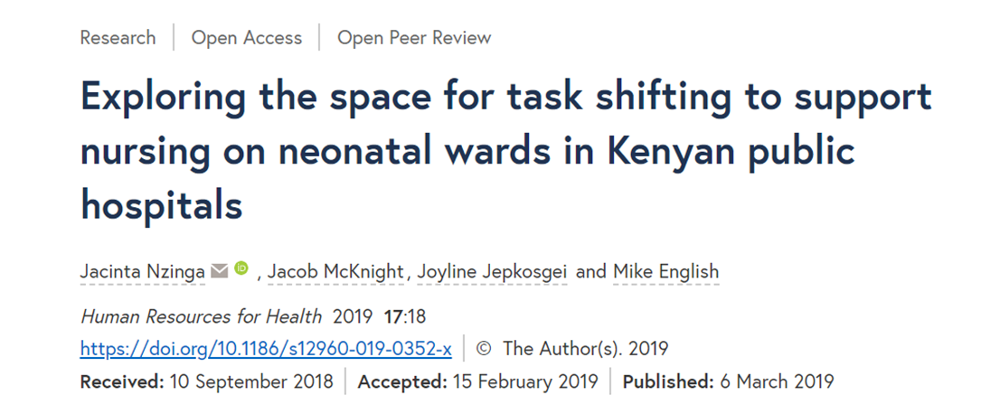 Research | Open Access | Open Peer Review
Exploring the space for task shifting to support
nursing on neonatal wards in Kenyan public
hospitals
Jacinta Nzinga , Jacob McKnight, Joyline Jepkosgei and Mike English
Human Resources for Health 2019 17:18
https://doi.org/10.1186/s12960-019-0352-x | © The Author(s). 2019
Received: 10 September 2018 | Accepted: 15 February 2019 | Published: 6 March 2019